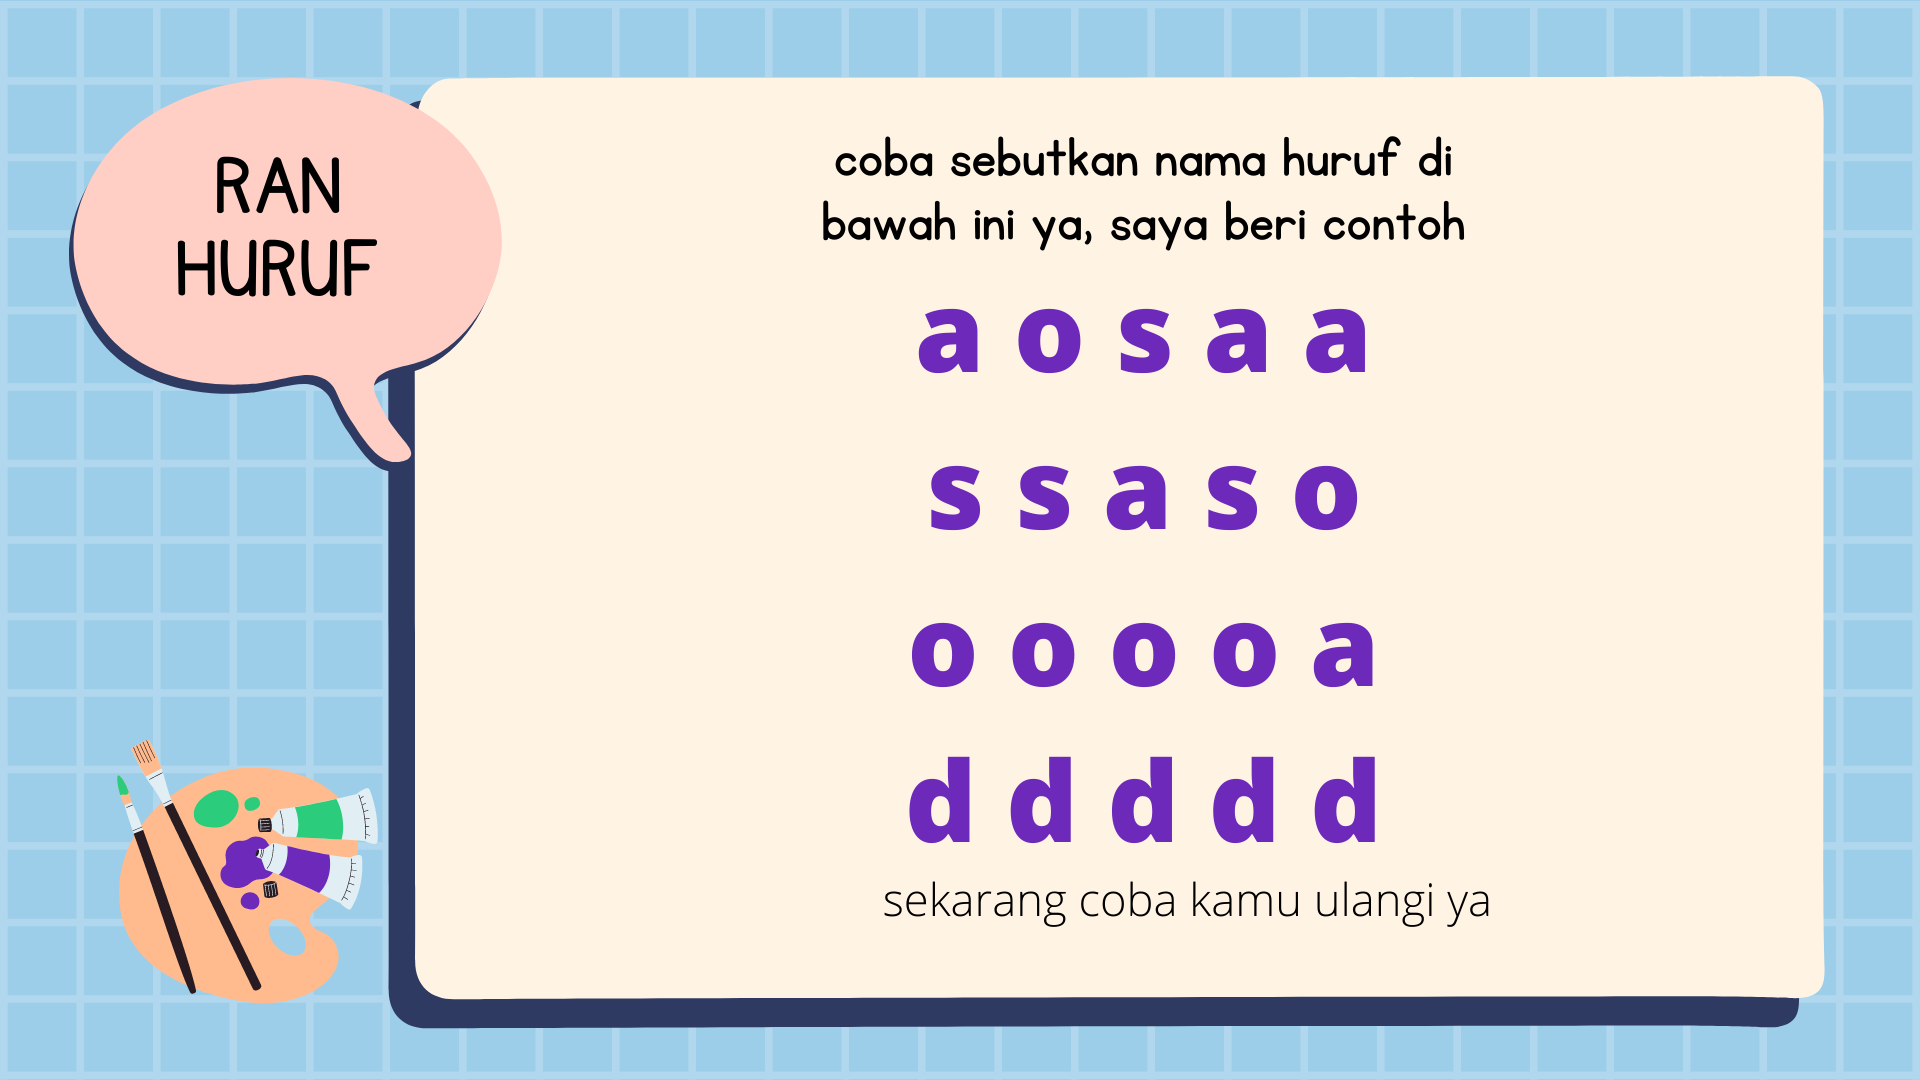 RAN
HURUF
coba sebutkan nama huruf di
bawah ini ya, saya beri contoh
a o s a a
s s a s o
o o o o a
d d d d d
sekarang coba kamu ulangi ya